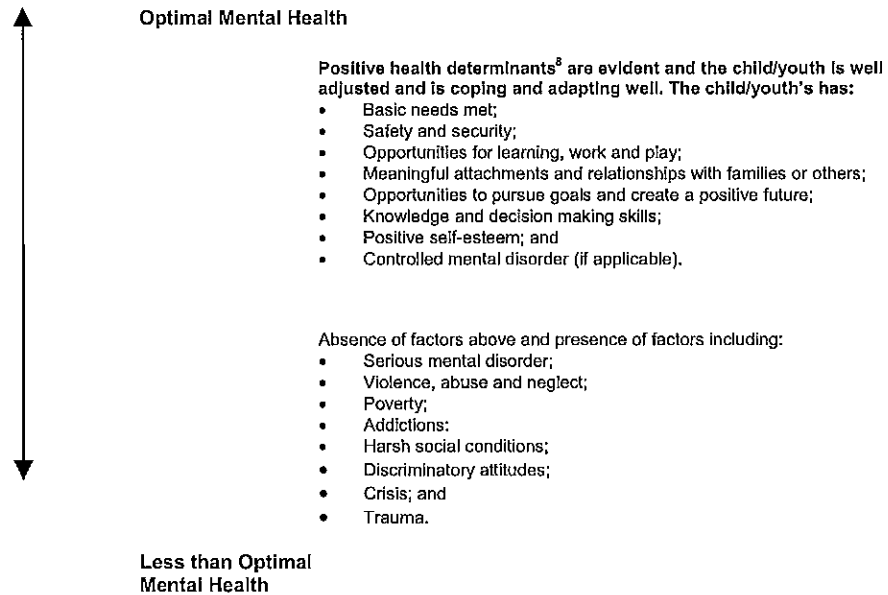 Optimal Mental Health
Positive health determinants8 are evident and the child/youth is well
adjusted and is coping and adapting well. The child/youth's has:
• Basic needs met;
• Safety and security;
• Opportunities for learning, work and play;
• Meaningful attachments and relationships with families or others;
• Opportunities to pursue goals and create a positive future;
• Knowledge and decision making skills;
• Positive self-esteem; and
• Controlled mental disorder (if applicable).
Absence of factors above and presence of factors including:
• Serious mental disorder;
• Violence, abuse and neglect;
• Poverty;
• Addictions:
• Harsh social conditions;
• Discriminatory attitudes;
• Crisis; and
• Trauma.
Less than Optimal
Mental Health